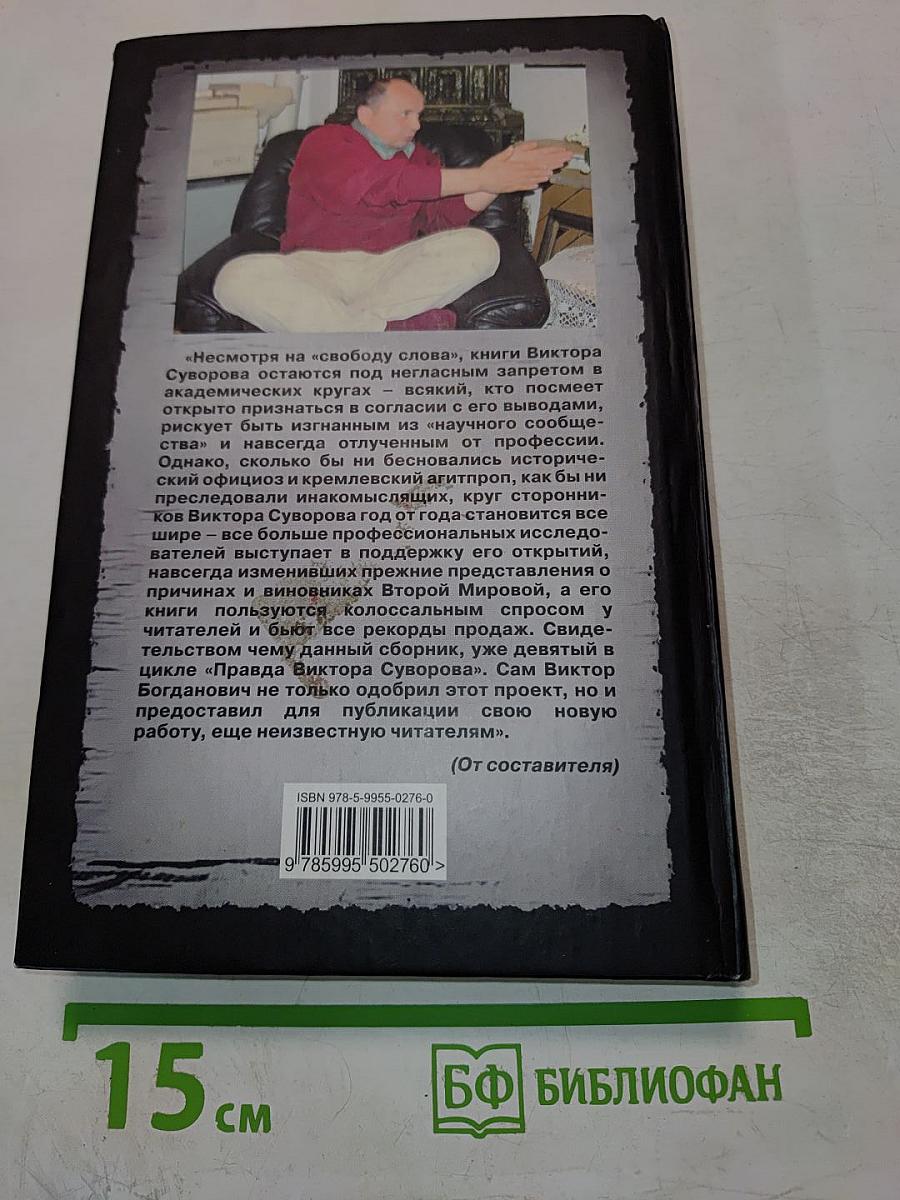 «Несмотря на «свободу слова», книги Виктора
Суворова остаются под негласным запретом в
академических кругах – всякий, кто посмеет
открыто признаться в согласии с его выводами,
рискует быть изгнанным из «научного сообще-
ства» и навсегда отлученным от профессии.
Однако, сколько бы ни бесновались историче-
ский официоз и кремлевский агитпроп, как бы ни
преследовали инакомыслящих, круг сторонни-
ков Виктора Суворова год от года становится все
шире – все больше профессиональных исследо-
вателей выступает в поддержку его открытий,
навсегда изменивших прежние представления о
причинах и виновниках Второй Мировой, а его
книги пользуются колоссальным спросом у
читателей и бьют все рекорды продаж. Свиде-
тельством чему данный сборник, уже девятый в
цикле «Правда Виктора Суворова». Сам Виктор
Богданович не только одобрил этот проект, но и
предоставил для публикации свою новую
работу, еще неизвестную читателям».
(От составителя)
ISBN 978-5-9955-0276-0
9 785995 502760 >
15 см
БФ БИБЛИОФАН